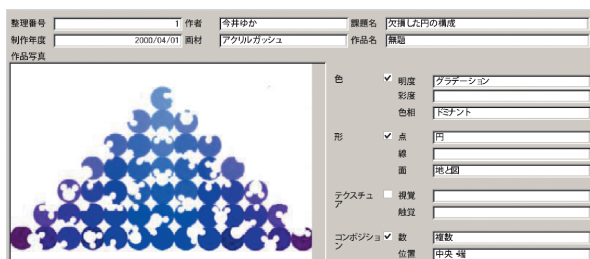 整理番号 1 作者 今井ゆか 課題名 欠損した円の構成
制作年度 2000/04/01 画材 アクリルガッシュ 作品名 無題
作品写真
色 明度 グラデーション
彩度
色相 ドミナント
形 点 円
線
面 地と図
テクスチュア 視覚
触覚
コンポジション 数 複数
位置 中央・端